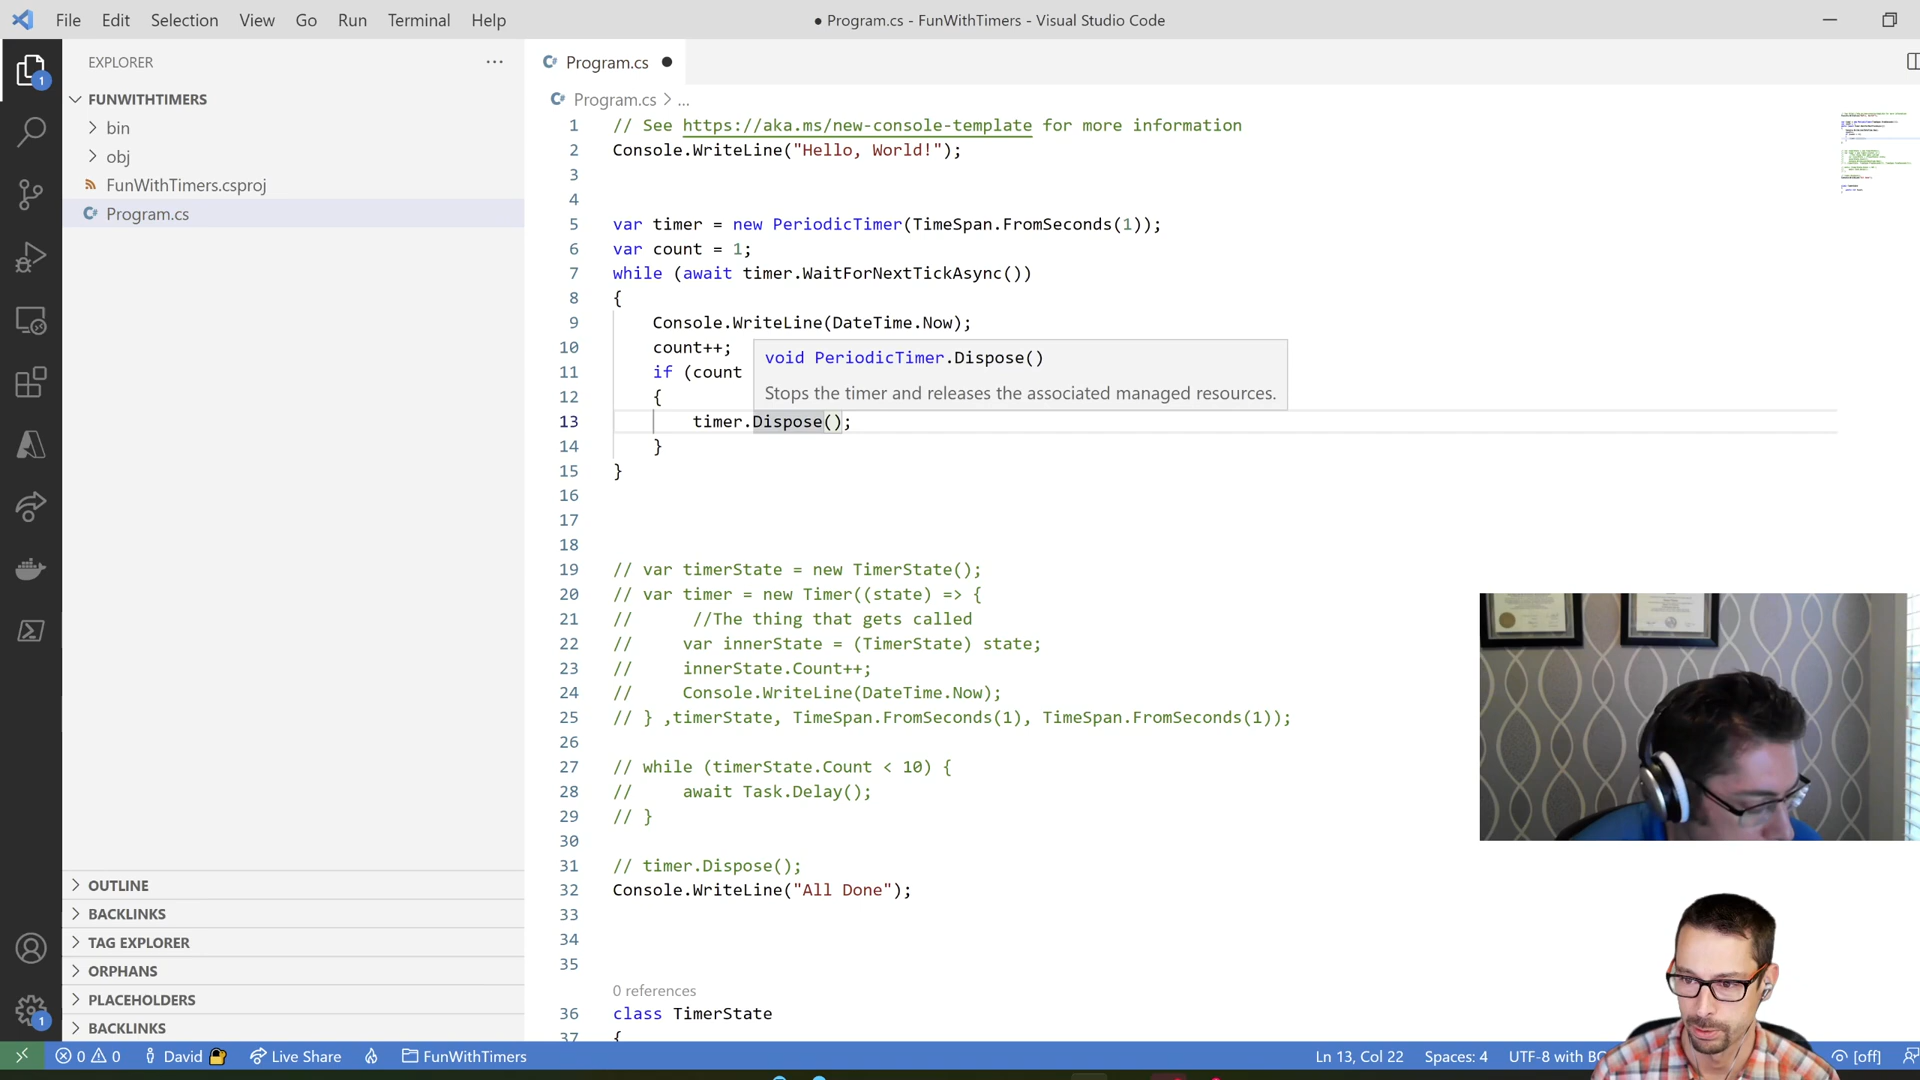 File Edit Selection View Go Run Terminal Help
● Program.cs - FunWithTimers - Visual Studio Code
EXPLORER
1
FUNWITHTIMERS
bin
obj
FunWithTimers.csproj
Program.cs
OUTLINE
BACKLINKS
TAG EXPLORER
ORPHANS
PLACEHOLDERS
BACKLINKS
1
Program.cs
Program.cs > ...
1 // See https://aka.ms/new-console-template for more information
2 Console.WriteLine("Hello, World!");
3
4
5 var timer = new PeriodicTimer(TimeSpan.FromSeconds(1));
6 var count = 1;
7 while (await timer.WaitForNextTickAsync())
8 {
9 Console.WriteLine(DateTime.Now);
10 count++;
11 if (count
12 {
void PeriodicTimer.Dispose()
Stops the timer and releases the associated managed resources.
13 timer.Dispose();
14 }
15 }
16
17
18
19 // var timerState = new TimerState();
20 // var timer = new Timer((state) => {
21 // //The thing that gets called
22 // var innerState = (TimerState) state;
23 // innerState.Count++;
24 // Console.WriteLine(DateTime.Now);
25 // } ,timerState, TimeSpan.FromSeconds(1), TimeSpan.FromSeconds(1));
26
27 // while (timerState.Count < 10) {
28 // await Task.Delay();
29 // }
30
31 // timer.Dispose();
32 Console.WriteLine("All Done");
33
34
35
0 references
36 class TimerState
37 {
0 0 David Live Share FunWithTimers
Ln 13, Col 22 Spaces: 4 UTF-8 with [off]